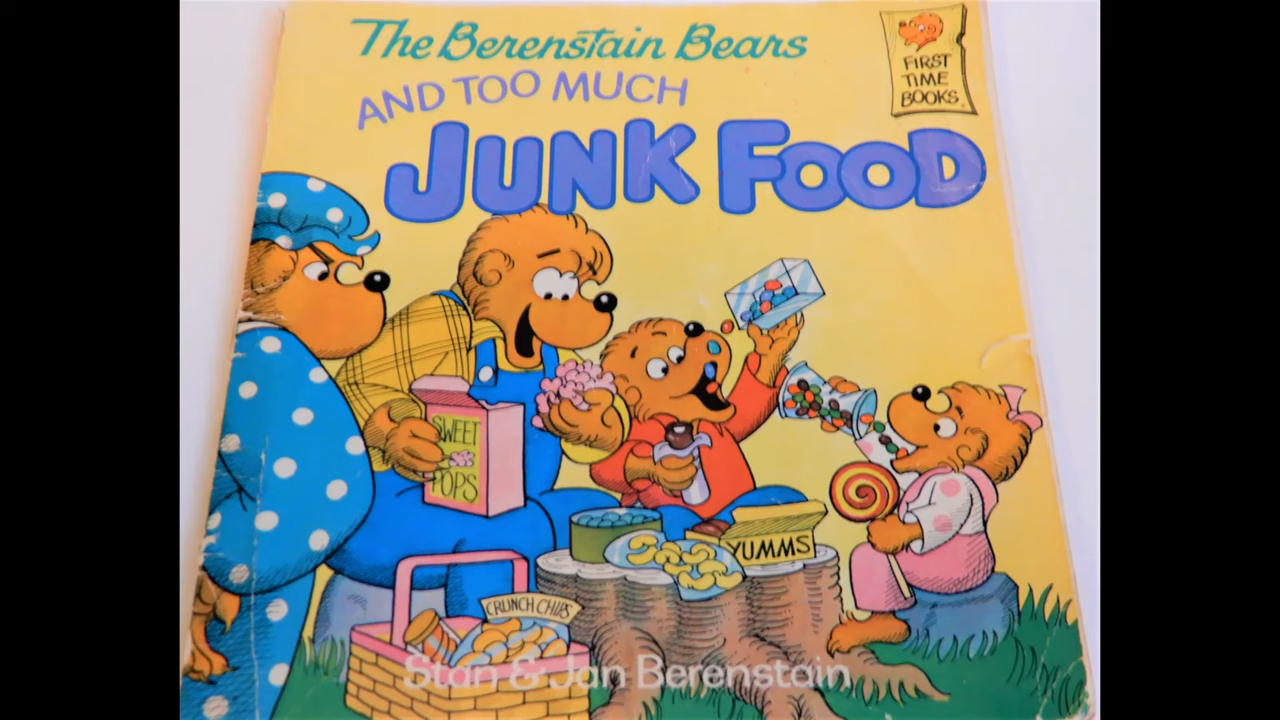 The Berenstain Bears
AND TOO MUCH
JUNK FOOD
FIRST
TIME
BOOKS
SWEET
POPS
YUMMS
CRUNCH CHIPS
Stan & Jan Berenstain